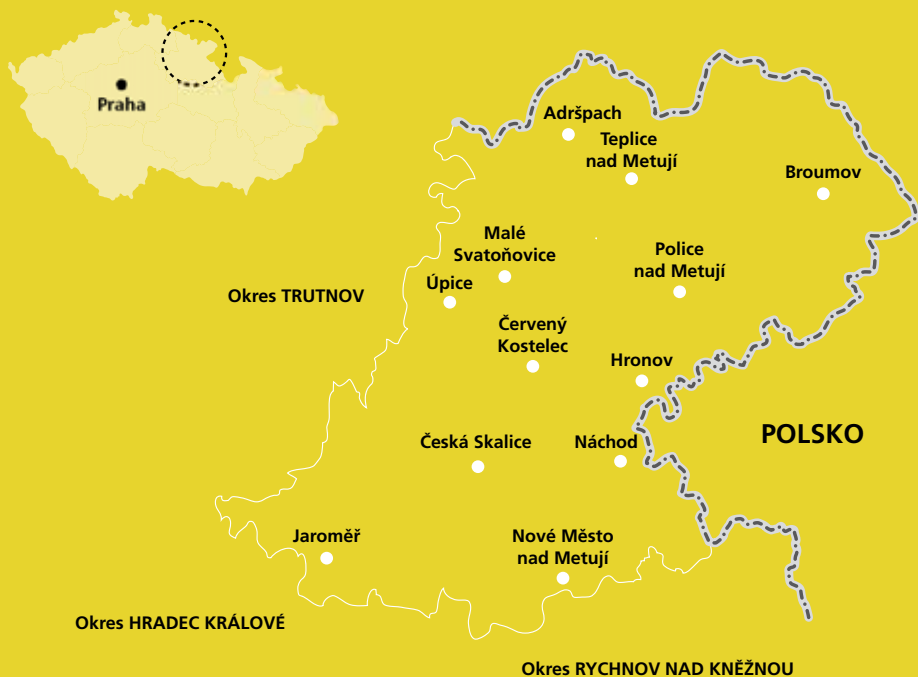 Praha
Adršpach
Teplice
nad Metují
Broumov
Malé
Svatoňovice
Police
nad Metují
Úpice
Okres TRUTNOV
Červený
Kostelec
Hronov
POLSKO
Česká Skalice
Náchod
Jaroměř
Nové Město
nad Metují
Okres HRADEC KRÁLOVÉ
Okres RYCHNOV NAD KNĚŽNOU